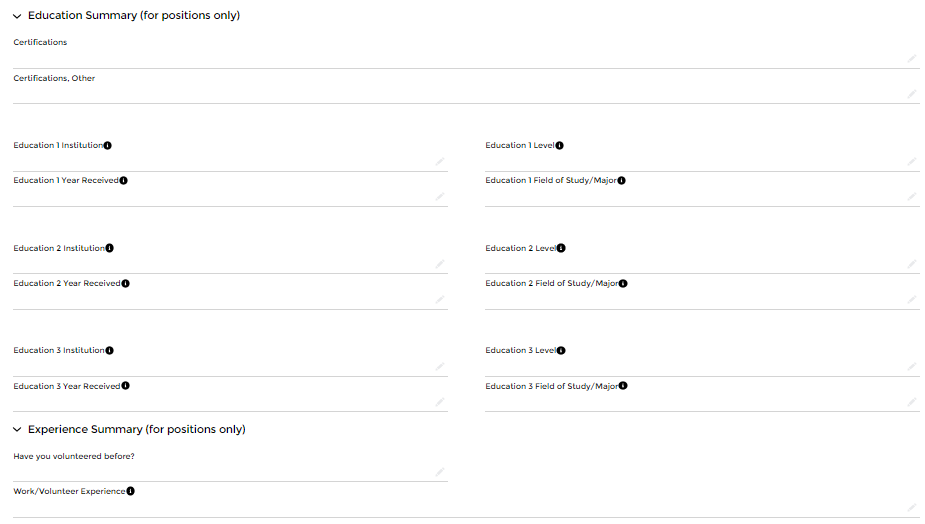 Education Summary (for positions only)
Certifications
Certifications, Other
Education 1 Institution
Education 1 Level
Education 1 Year Received
Education 1 Field of Study/Major
Education 2 Institution
Education 2 Level
Education 2 Year Received
Education 2 Field of Study/Major
Education 3 Institution
Education 3 Level
Education 3 Year Received
Education 3 Field of Study/Major
Experience Summary (for positions only)
Have you volunteered before?
Work/Volunteer Experience